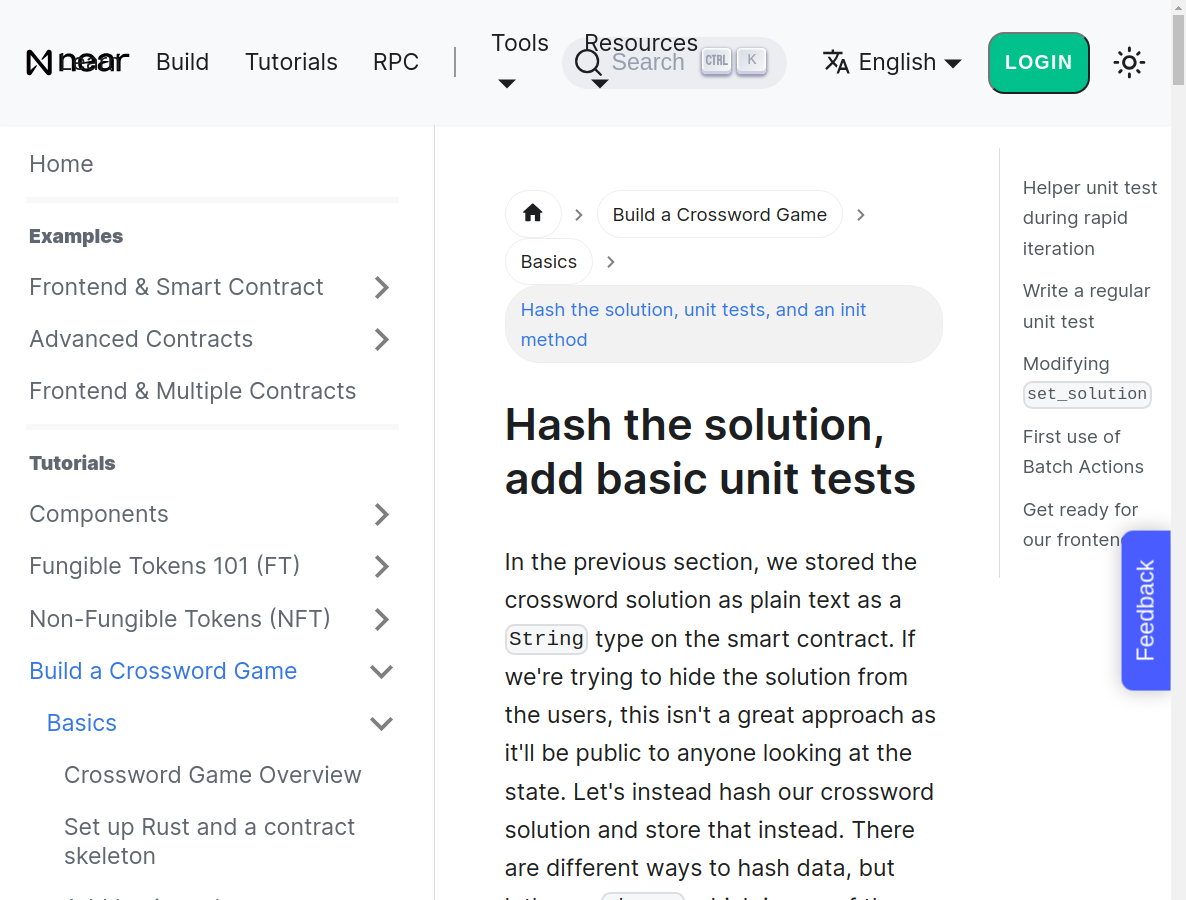 near
Learn
Build
Tutorials
RPC
Tools
Resources
Search
CTRL
K
English
LOGIN
Home
Examples
Frontend & Smart Contract
Advanced Contracts
Frontend & Multiple Contracts
Tutorials
Components
Fungible Tokens 101 (FT)
Non-Fungible Tokens (NFT)
Build a Crossword Game
Basics
Crossword Game Overview
Set up Rust and a contract
skeleton
Build a Crossword Game
Basics
Hash the solution, unit tests, and an init
method
Hash the solution,
add basic unit tests
In the previous section, we stored the
crossword solution as plain text as a
String type on the smart contract. If
we're trying to hide the solution from
the users, this isn't a great approach as
it'll be public to anyone looking at the
state. Let's instead hash our crossword
solution and store that instead. There
are different ways to hash data, but
Helper unit test
during rapid
iteration
Write a regular
unit test
Modifying
set_solution
First use of
Batch Actions
Get ready for
our frontend
Feedback